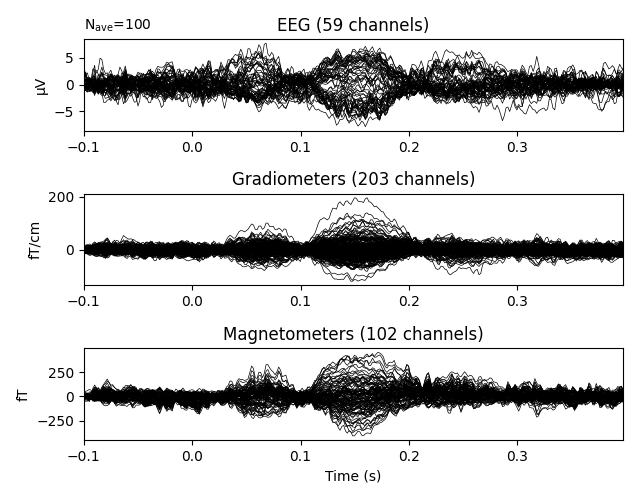 Nave=100
EEG (59 channels)
5
0
−5
µV
−0.1 0.0 0.1 0.2 0.3
Gradiometers (203 channels)
200
0
fT/cm
−0.1 0.0 0.1 0.2 0.3
Magnetometers (102 channels)
250
0
−250
fT
−0.1 0.0 0.1 0.2 0.3
Time (s)